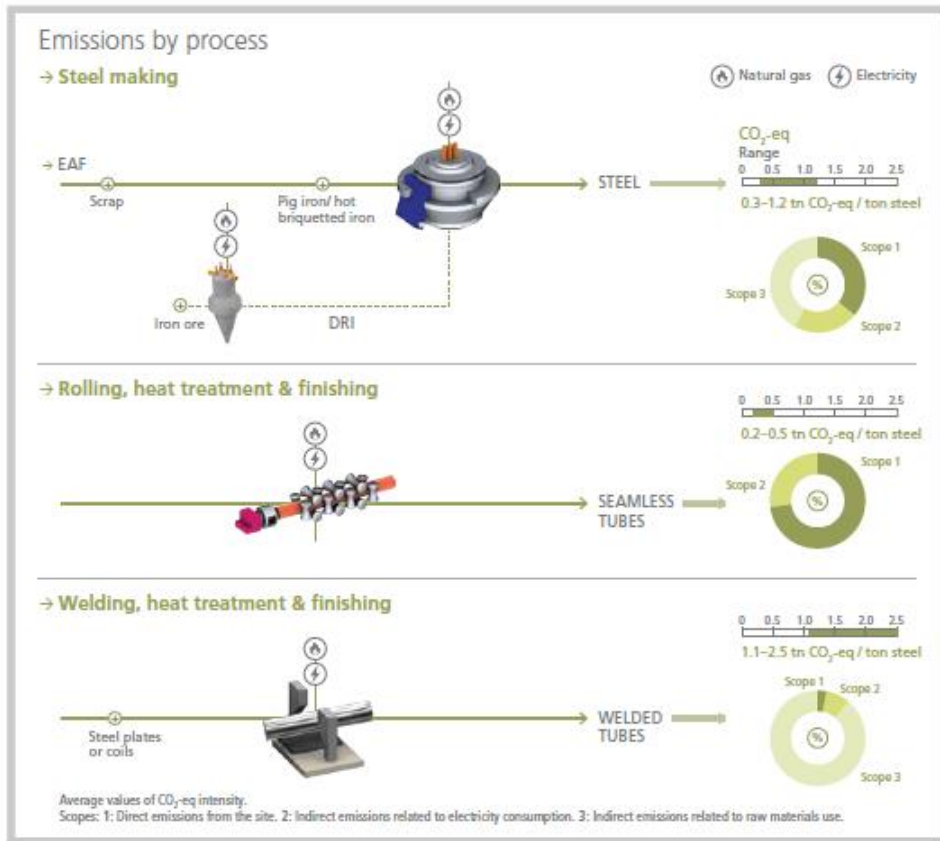 Emissions by process
→ Steel making
Natural gas
Electricity
→ EAF
Scrap
Pig iron/ hot
briquetted iron
STEEL
CO₂-eq
Range
0 0.5 1.0 1.5 2.0 2.5
0.3–1.2 tn CO₂-eq / ton steel
Iron ore
DRI
Scope 1
Scope 3
%
Scope 2
→ Rolling, heat treatment & finishing
0 0.5 1.0 1.5 2.0 2.5
0.2–0.5 tn CO₂-eq / ton steel
SEAMLESS
TUBES
Scope 1
Scope 2
%
→ Welding, heat treatment & finishing
0 0.5 1.0 1.5 2.0 2.5
1.1–2.5 tn CO₂-eq / ton steel
Steel plates
or coils
WELDED
TUBES
Scope 1
Scope 2
%
Scope 3
Average values of CO₂-eq intensity.
Scopes: 1: Direct emissions from the site. 2: Indirect emissions related to electricity consumption. 3: Indirect emissions related to raw materials use.